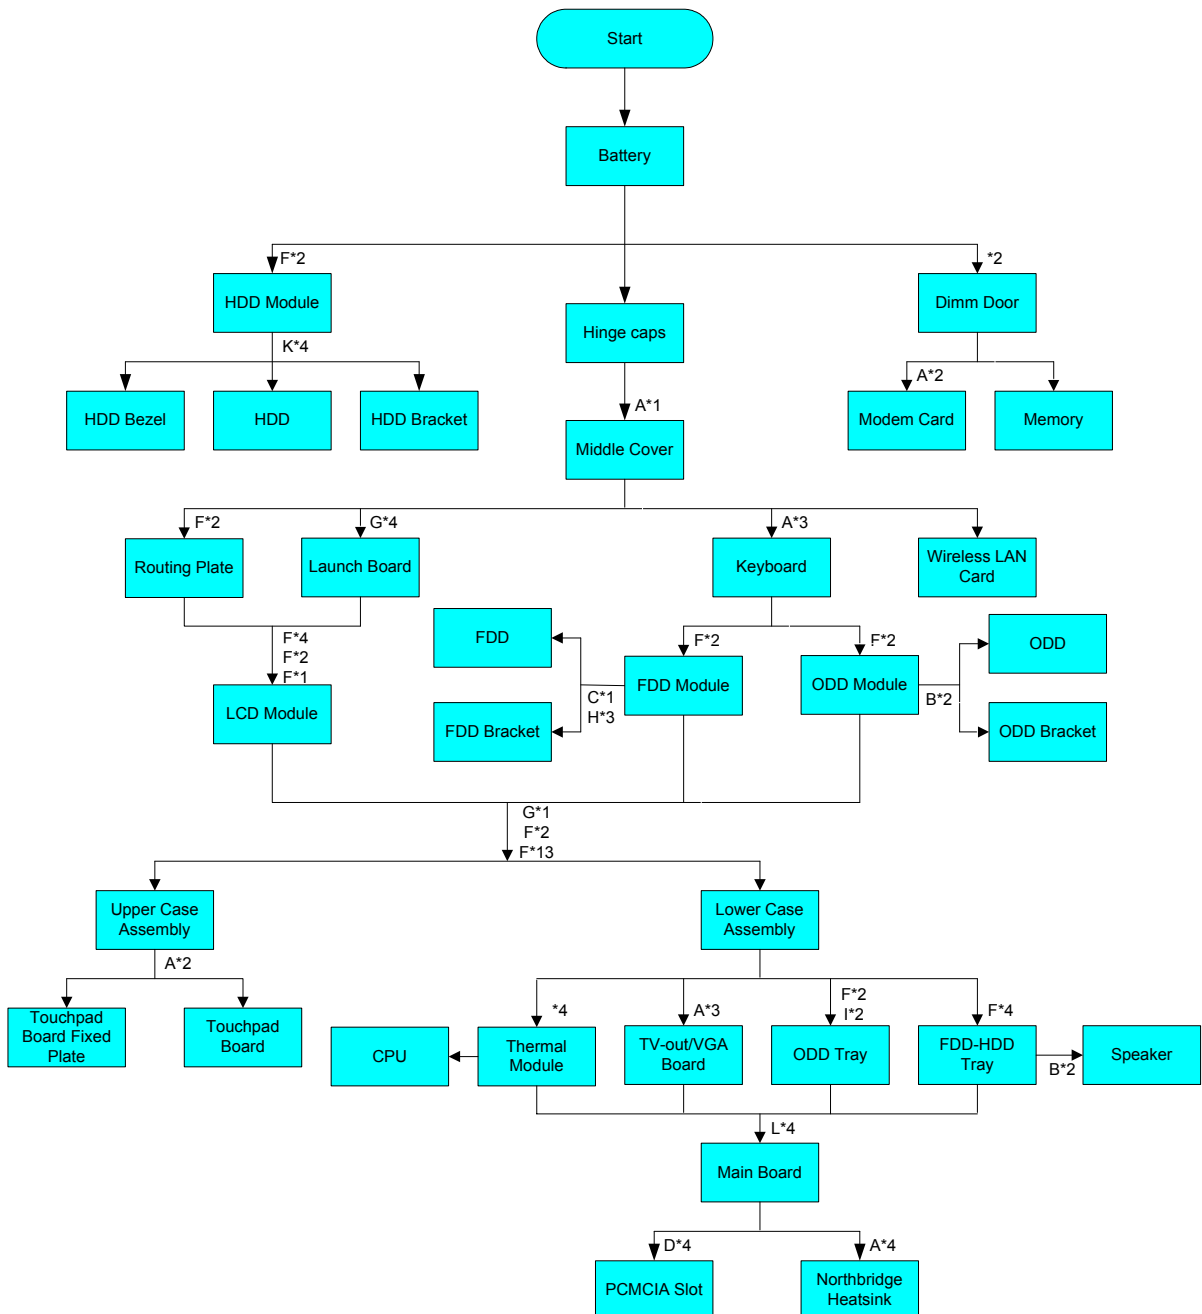 Start
Battery
F*2
*2
HDD Module
Hinge caps
Dimm Door
K*4
A*2
HDD Bezel
HDD
HDD Bracket
A*1
Modem Card
Memory
Middle Cover
F*2
G*4
A*3
Routing Plate
Launch Board
Keyboard
Wireless LAN
Card
F*4
F*2
F*1
FDD
F*2
F*2
ODD
LCD Module
FDD Module
ODD Module
C*1
H*3
B*2
FDD Bracket
ODD Bracket
G*1
F*2
F*13
Upper Case
Assembly
Lower Case
Assembly
A*2
*4
A*3
F*2
I*2
F*4
Touchpad
Board Fixed
Plate
Touchpad
Board
CPU
Thermal
Module
TV-out/VGA
Board
ODD Tray
FDD-HDD
Tray
B*2
Speaker
L*4
Main Board
D*4
A*4
PCMCIA Slot
Northbridge
Heatsink